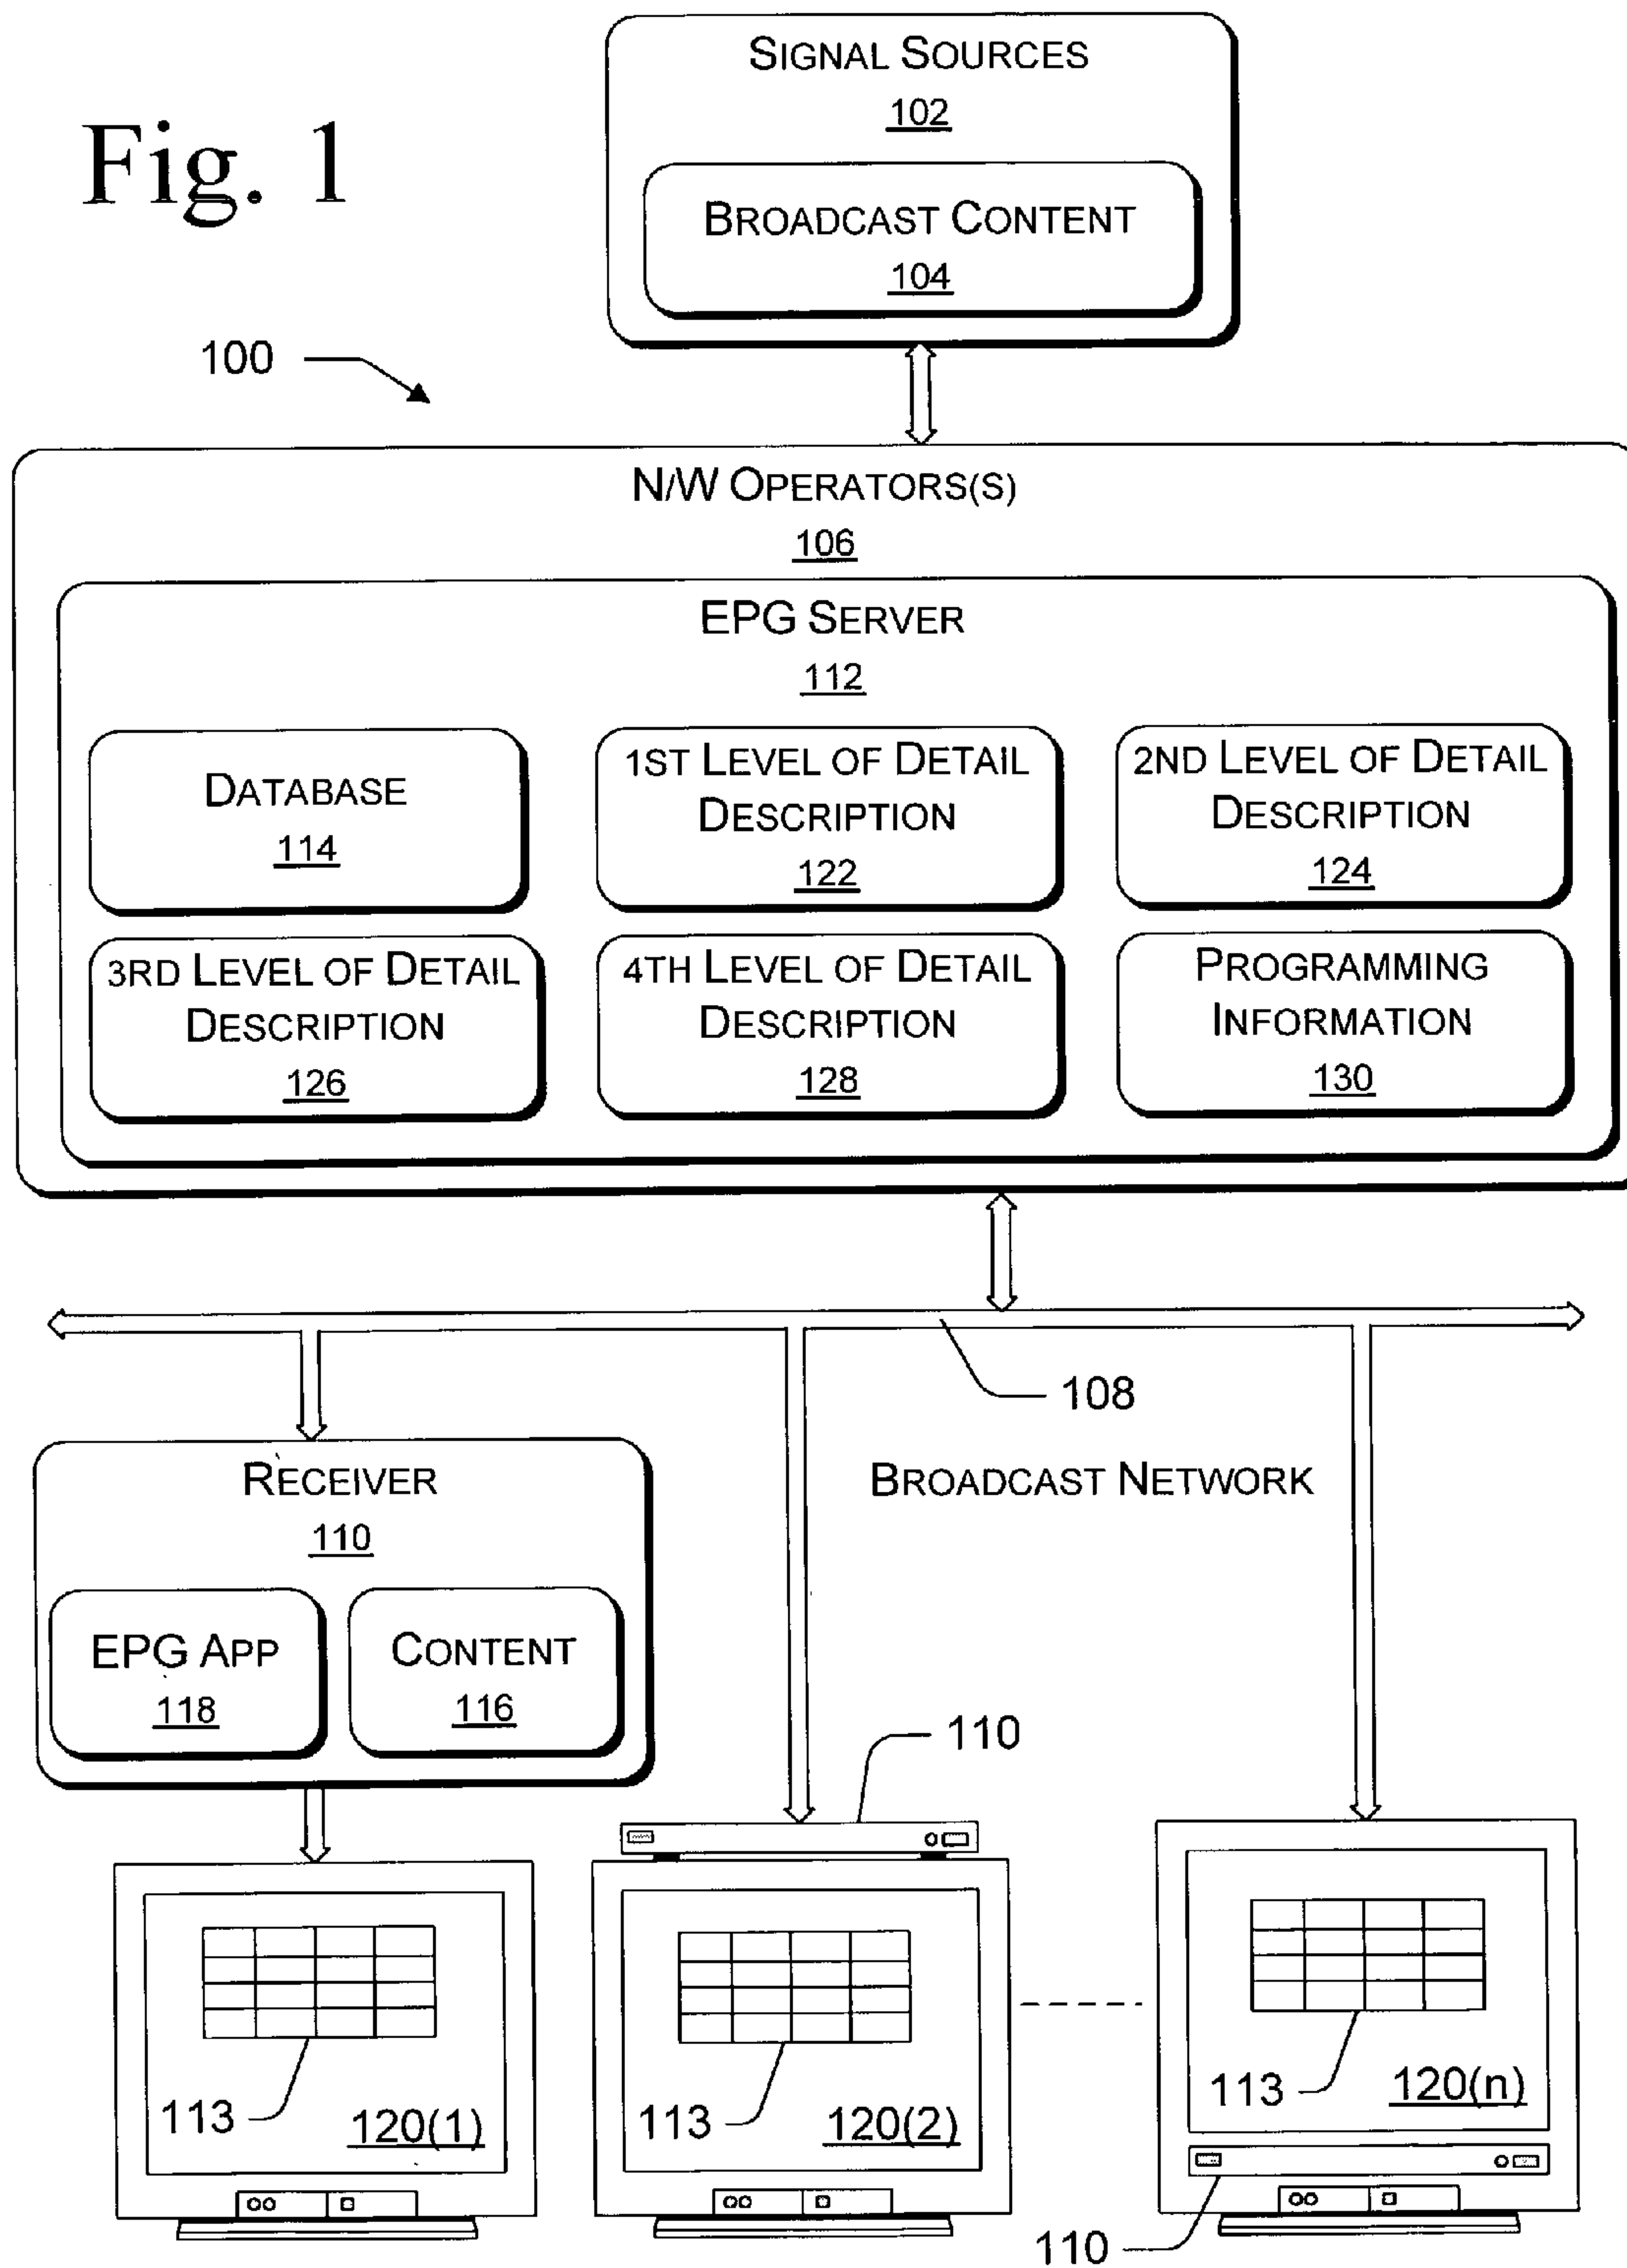 Fig. 1
SIGNAL SOURCES
102
BROADCAST CONTENT
104
100
N/W OPERATORS(S)
106
EPG SERVER
112
DATABASE
114
1ST LEVEL OF DETAIL
DESCRIPTION
122
2ND LEVEL OF DETAIL
DESCRIPTION
124
3RD LEVEL OF DETAIL
DESCRIPTION
126
4TH LEVEL OF DETAIL
DESCRIPTION
128
PROGRAMMING
INFORMATION
130
108
BROADCAST NETWORK
RECEIVER
110
EPG APP
118
CONTENT
116
110
113
120(1)
113
120(2)
113
120(n)
110